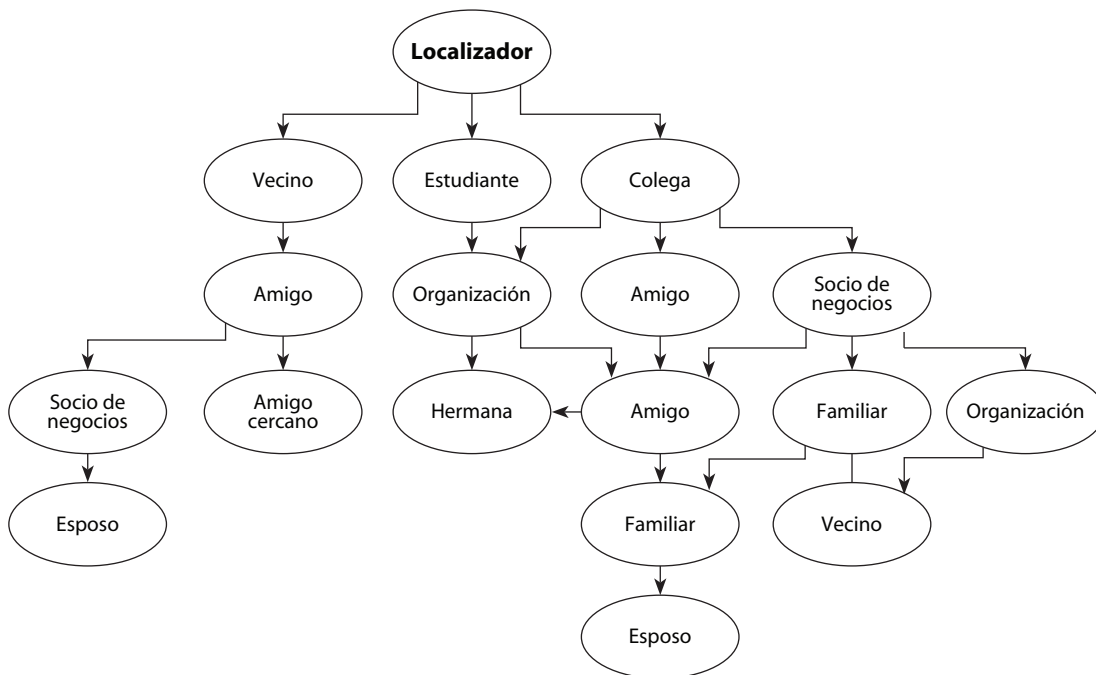 Localizador
Vecino
Estudiante
Colega
Amigo
Organización
Amigo
Socio de
negocios
Socio de
negocios
Amigo
cercano
Hermana
Amigo
Familiar
Organización
Esposo
Familiar
Vecino
Esposo